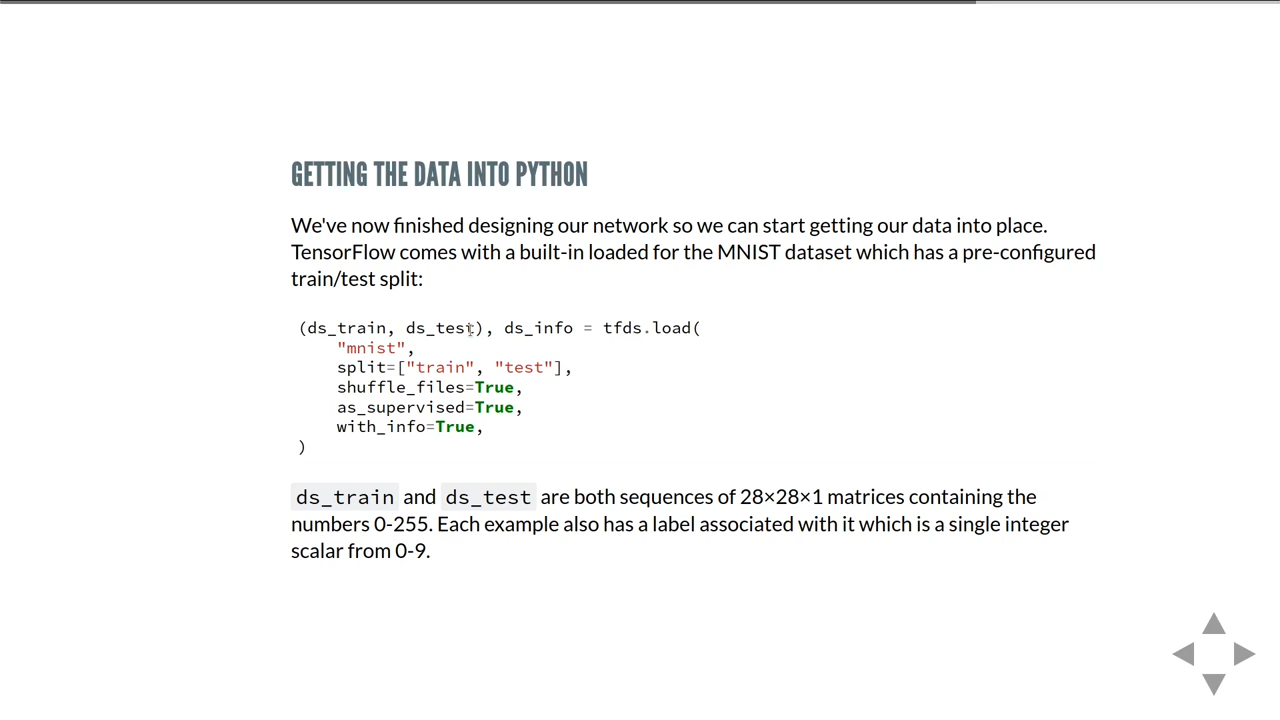 GETTING THE DATA INTO PYTHON
We've now finished designing our network so we can start getting our data into place.
TensorFlow comes with a built-in loaded for the MNIST dataset which has a pre-configured
train/test split:
(ds_train, ds_test), ds_info = tfds.load(
    "mnist",
    split=["train", "test"],
    shuffle_files=True,
    as_supervised=True,
    with_info=True,
)
ds_train and ds_test are both sequences of 28×28×1 matrices containing the
numbers 0-255. Each example also has a label associated with it which is a single integer
scalar from 0-9.